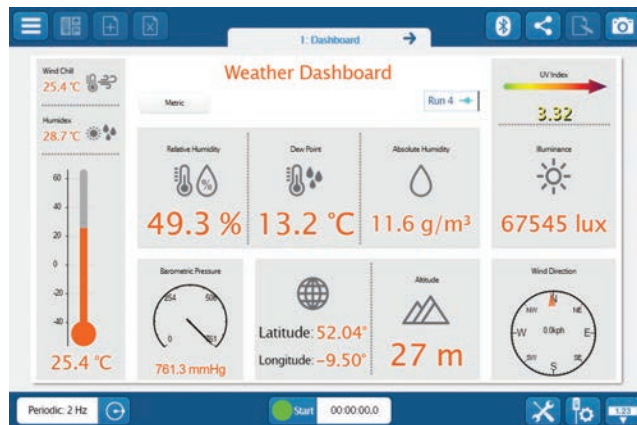 1: Dashboard
Wind Chill
25.4 °C
Humidex
28.7 °C
60
40
20
0
-20
-40
25.4 °C
Weather Dashboard
Metric
Run 4
Relative Humidity
49.3 %
Dew Point
13.2 °C
Absolute Humidity
11.6 g/m³
UV Index
3.32
Illuminance
67545 lux
Barometric Pressure
254
508
0
761.3 mmHg
Latitude: 52.04°
Longitude: -9.50°
Altitude
27 m
Wind Direction
N
NW
NE
W
0.0kph
E
SW
SE
S
Periodic: 2 Hz
Start
00:00:00.0
1.23